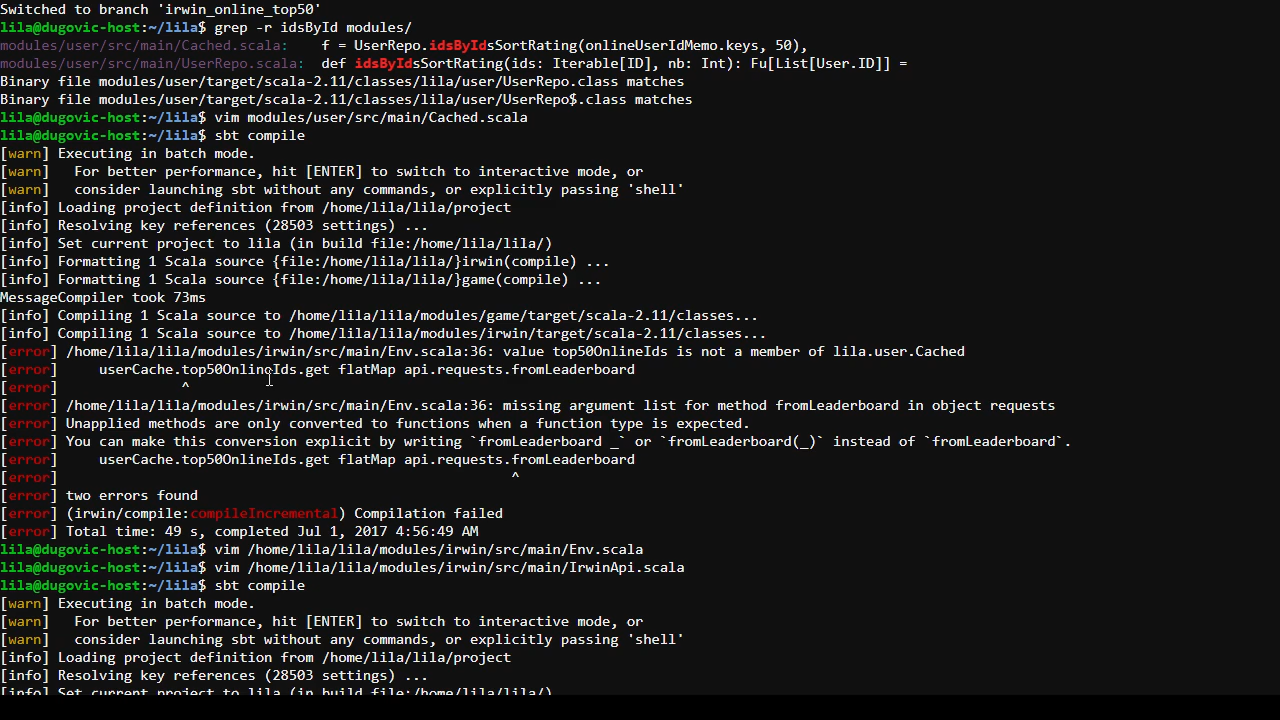 Switched to branch 'irwin_online_top50'
lila@dugovic-host:~/lila$ grep -r idsById modules/
modules/user/src/main/Cached.scala:    f = UserRepo.idsByIdsSortRating(onlineUserIdMemo.keys, 50),
modules/user/src/main/UserRepo.scala:  def idsByIdsSortRating(ids: Iterable[ID], nb: Int): Fu[List[User.ID]] =
Binary file modules/user/target/scala-2.11/classes/lila/user/UserRepo.class matches
Binary file modules/user/target/scala-2.11/classes/lila/user/UserRepo$.class matches
lila@dugovic-host:~/lila$ vim modules/user/src/main/Cached.scala
lila@dugovic-host:~/lila$ sbt compile
[warn] Executing in batch mode.
[warn]   For better performance, hit [ENTER] to switch to interactive mode, or
[warn]   consider launching sbt without any commands, or explicitly passing 'shell'
[info] Loading project definition from /home/lila/lila/project
[info] Resolving key references (28503 settings) ...
[info] Set current project to lila (in build file:/home/lila/lila/)
[info] Formatting 1 Scala source {file:/home/lila/lila/}irwin(compile) ...
[info] Formatting 1 Scala source {file:/home/lila/lila/}game(compile) ...
MessageCompiler took 73ms
[info] Compiling 1 Scala source to /home/lila/lila/modules/game/target/scala-2.11/classes...
[info] Compiling 1 Scala source to /home/lila/lila/modules/irwin/target/scala-2.11/classes...
[error] /home/lila/lila/modules/irwin/src/main/Env.scala:36: value top50OnlineIds is not a member of lila.user.Cached
[error]     userCache.top50OnlineIds.get flatMap api.requests.fromLeaderboard
[error]               ^
[error] /home/lila/lila/modules/irwin/src/main/Env.scala:36: missing argument list for method fromLeaderboard in object requests
[error] Unapplied methods are only converted to functions when a function type is expected.
[error] You can make this conversion explicit by writing `fromLeaderboard _` or `fromLeaderboard(_)` instead of `fromLeaderboard`.
[error]     userCache.top50OnlineIds.get flatMap api.requests.fromLeaderboard
[error]                                                       ^
[error] two errors found
[error] (irwin/compile:compileIncremental) Compilation failed
[error] Total time: 49 s, completed Jul 1, 2017 4:56:49 AM
lila@dugovic-host:~/lila$ vim /home/lila/lila/modules/irwin/src/main/Env.scala
lila@dugovic-host:~/lila$ vim /home/lila/lila/modules/irwin/src/main/IrwinApi.scala
lila@dugovic-host:~/lila$ sbt compile
[warn] Executing in batch mode.
[warn]   For better performance, hit [ENTER] to switch to interactive mode, or
[warn]   consider launching sbt without any commands, or explicitly passing 'shell'
[info] Loading project definition from /home/lila/lila/project
[info] Resolving key references (28503 settings) ...
[info] Set current project to lila (in build file:/home/lila/lila/)